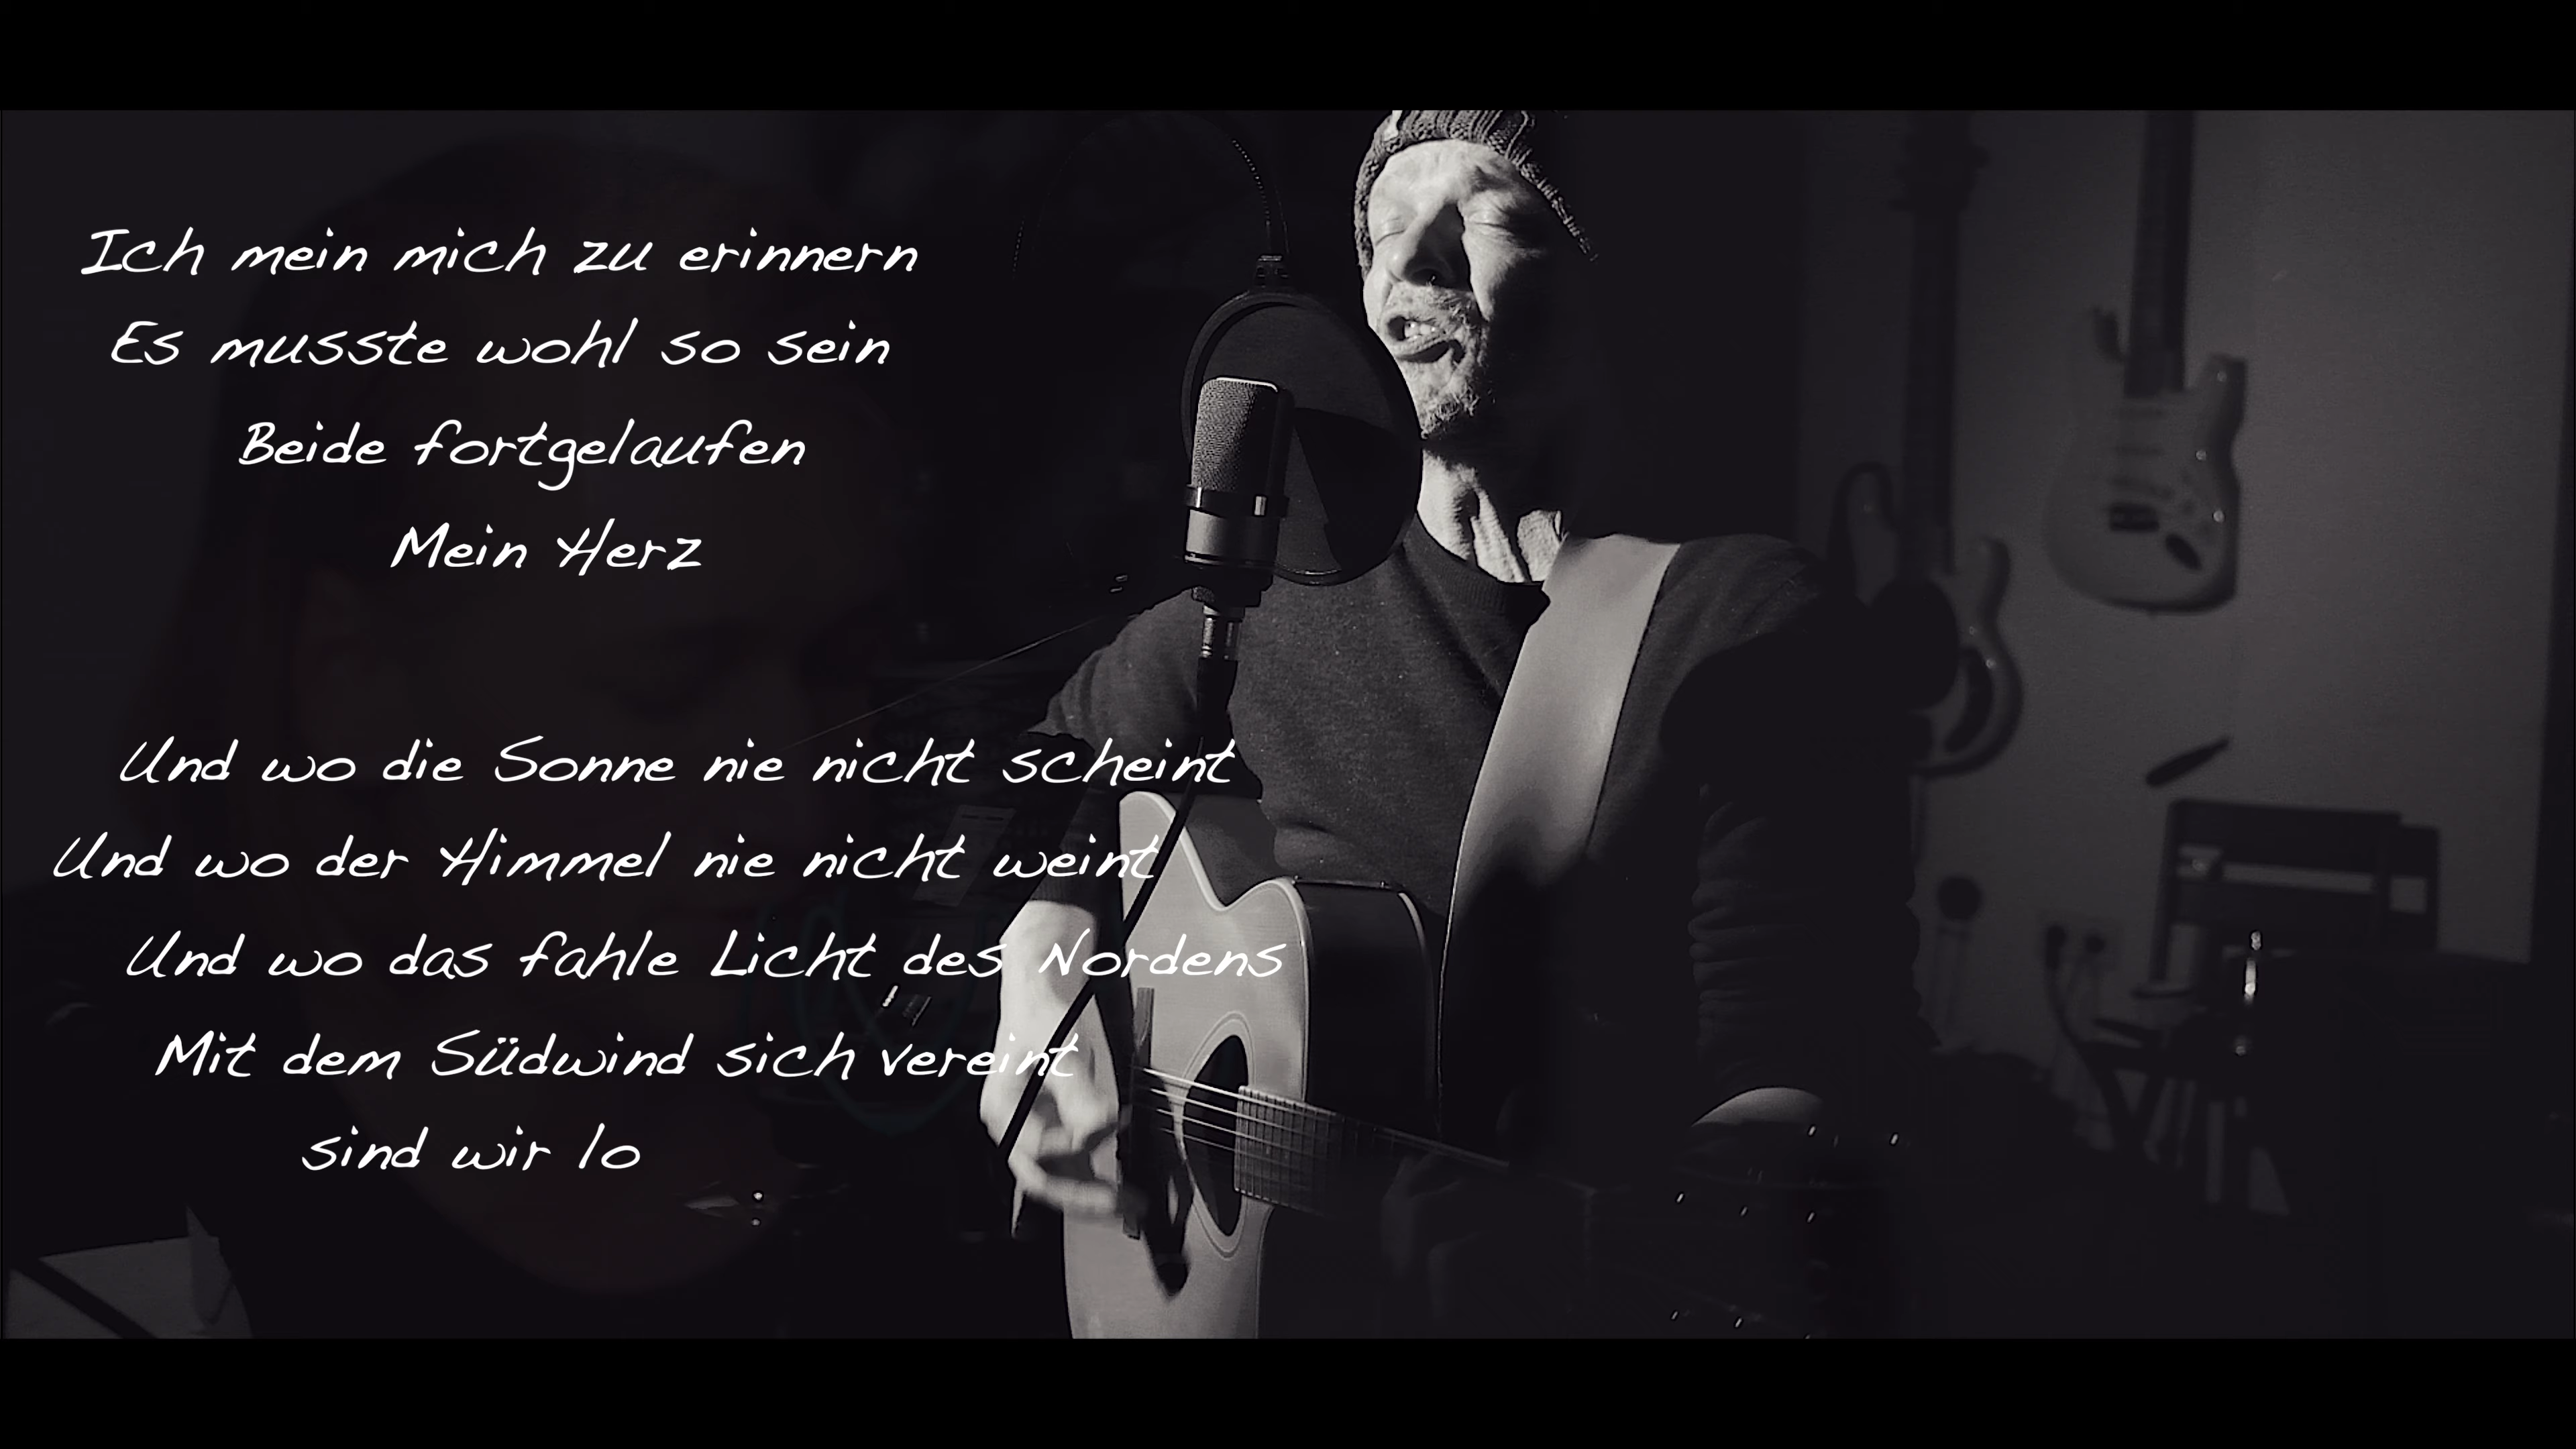 Ich mein mich zu erinnern
Es musste wohl so sein
Beide fortgelaufen
Mein Herz
Und wo die Sonne nie nicht scheint
Und wo der Himmel nie nicht weint
Und wo das fahle Licht des Nordens
Mit dem Südwind sich vereint
sind wir lo